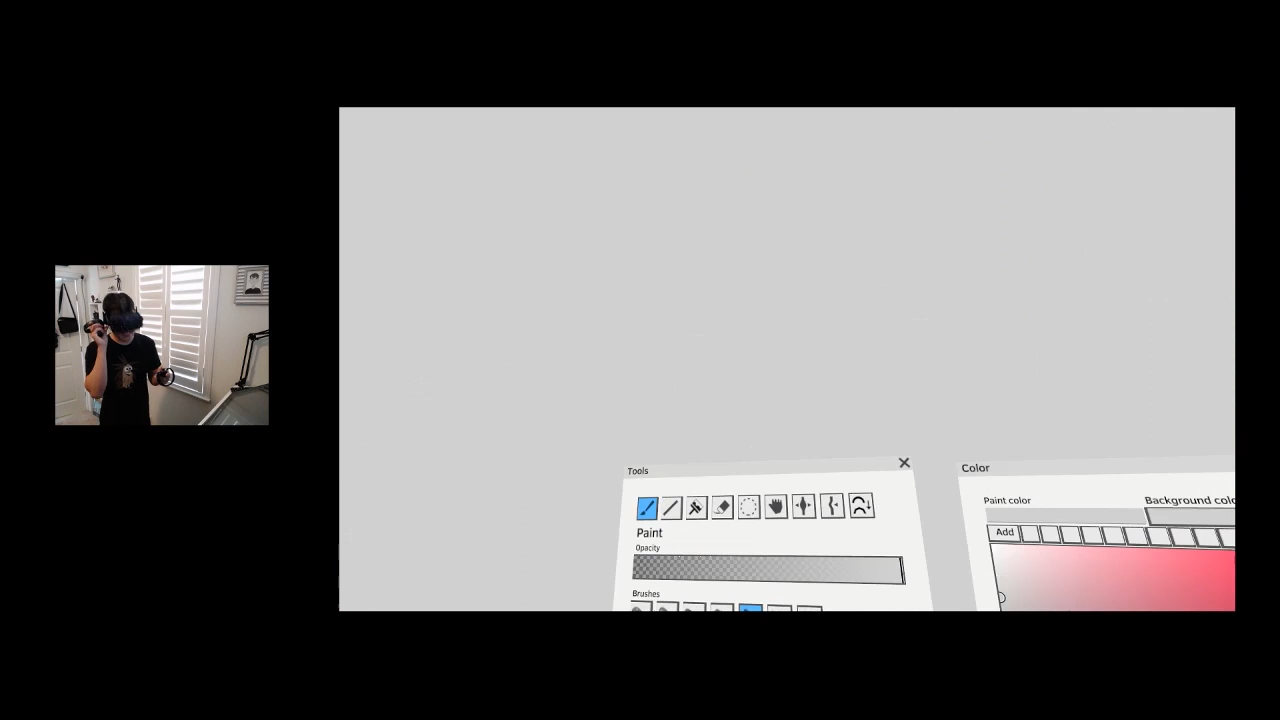 Tools
Color
Paint color
Background colo
Add
Paint
Opacity
Brushes